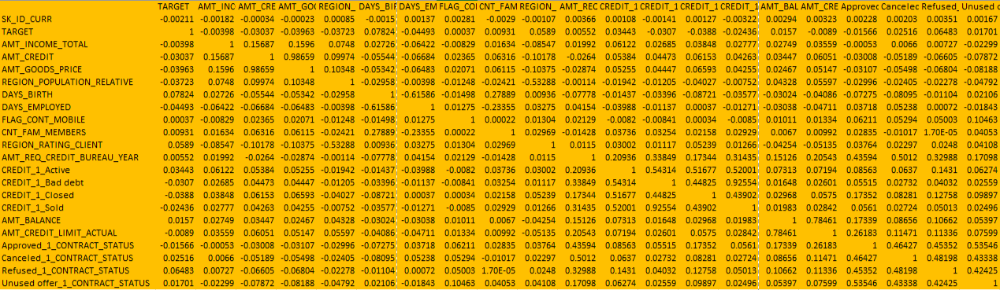 TARGET AMT_INC AMT_CRE AMT_GOO REGION_ DAYS_BIR DAYS_EM FLAG_CON CNT_FAM REGION_ AMT_REC CREDIT_1 CREDIT_1 CREDIT_1 CREDIT_1 AMT_BAL AMT_CRE Approved Cancelec Refused_ Unused o
SK_ID_CURR -0.00211 -0.00182 -0.00034 -0.00023 0.00085 -0.0015 0.00137 0.00281 -0.0029 -0.00107 0.00366 0.00108 -0.00141 0.00127 -0.00322 0.00294 0.00323 0.00228 0.00203 0.00351 0.00167
TARGET 1 -0.00398 -0.03037 -0.03963 -0.03723 0.07824 -0.04493 0.00037 0.00931 0.0589 0.00552 0.03443 -0.0307 -0.0388 -0.02436 0.0157 -0.0089 -0.01566 0.02516 0.06483 0.01701
AMT_INCOME_TOTAL -0.00398 1 0.15687 0.1596 0.0748 0.02726 -0.06422 -0.00829 0.01634 -0.08547 0.01992 0.06122 0.02685 0.03848 0.02777 0.02749 0.03559 -0.00053 0.0066 0.00727 -0.02299
AMT_CREDIT -0.03037 0.15687 1 0.98659 0.09974 -0.05544 -0.06684 0.02365 0.06316 -0.10178 -0.0264 0.05384 0.04473 0.06153 0.04263 0.03447 0.06051 -0.03008 -0.05189 -0.06605 -0.07872
AMT_GOODS_PRICE -0.03963 0.1596 0.98659 1 0.10348 -0.05342 -0.06483 0.02071 0.06115 -0.10375 -0.02874 0.05255 0.04447 0.06593 0.04255 0.02467 0.05147 -0.03107 -0.05498 -0.06804 -0.08188
REGION_POPULATION_RELATIVE -0.03723 0.0748 0.09974 0.10348 1 -0.02958 -0.00398 -0.01248 -0.02421 -0.53288 -0.00114 -0.01942 -0.01205 -0.04027 -0.00752 0.04328 0.05597 -0.02996 -0.02405 -0.02278 -0.04792
DAYS_BIRTH 0.07824 0.02726 -0.05544 -0.05342 -0.02958 1 -0.61586 -0.01498 0.27889 0.00936 -0.07778 -0.01437 -0.03396 -0.08721 -0.03577 -0.03024 -0.04086 -0.07275 -0.08095 -0.01104 0.02106
DAYS_EMPLOYED -0.04493 -0.06422 -0.06684 -0.06483 -0.00398 -0.61586 1 0.01275 -0.23355 0.03275 0.04154 -0.03988 -0.01137 0.00037 -0.01271 -0.03038 -0.04711 0.03718 0.05238 0.00072 -0.01843
FLAG_CONT_MOBILE 0.00037 -0.00829 0.02365 0.02071 -0.01248 -0.01498 0.01275 1 0.00022 0.01304 0.02129 -0.0082 -0.00841 0.00034 -0.0085 0.01011 0.01334 0.06211 0.05294 0.05003 0.10463
CNT_FAM_MEMBERS 0.00931 0.01634 0.06316 0.06115 -0.02421 0.27889 -0.23355 0.00022 1 0.02969 -0.01428 0.03736 0.03254 0.02158 0.02929 0.0067 0.00992 0.02835 -0.01017 1.70E-05 0.04053
REGION_RATING_CLIENT 0.0589 -0.08547 -0.10178 -0.10375 -0.53288 0.00936 0.03275 0.01304 0.02969 1 0.0115 0.03002 0.01117 0.05239 0.01266 -0.04254 -0.05135 0.03764 0.02297 0.0248 0.04108
AMT_REQ_CREDIT_BUREAU_YEAR 0.00552 0.01992 -0.0264 -0.02874 -0.00114 -0.07778 0.04154 0.02129 -0.01428 0.0115 1 0.20936 0.33849 0.17344 0.31435 0.15126 0.20543 0.43594 0.5012 0.32988 0.17098
CREDIT_1_Active 0.03443 0.06122 0.05384 0.05255 -0.01942 -0.01437 -0.03988 -0.0082 0.03736 0.03002 0.20936 1 0.54314 0.51677 0.52001 0.07313 0.07194 0.08563 0.0637 0.1431 0.06274
CREDIT_1_Bad debt -0.0307 0.02685 0.04473 0.04447 -0.01205 -0.03396 -0.01137 -0.00841 0.03254 0.01117 0.33849 0.54314 1 0.44825 0.92554 0.01648 0.02601 0.05515 0.02732 0.04032 0.02559
CREDIT_1_Closed -0.0388 0.03848 0.06153 0.06593 -0.04027 -0.08721 0.00037 0.00034 0.02158 0.05239 0.17344 0.51677 0.44825 1 0.43902 0.02968 0.0575 0.17352 0.08281 0.12758 0.09897
CREDIT_1_Sold -0.02436 0.02777 0.04263 0.04255 -0.00752 -0.03577 -0.01271 -0.0085 0.02929 0.01266 0.31435 0.52001 0.92554 0.43902 1 0.01983 0.02842 0.0561 0.02724 0.05013 0.02496
AMT_BALANCE 0.0157 0.02749 0.03447 0.02467 0.04328 -0.03024 -0.03038 0.01011 0.0067 -0.04254 0.15126 0.07313 0.01648 0.02968 0.01983 1 0.78461 0.17339 0.08656 0.10662 0.05397
AMT_CREDIT_LIMIT_ACTUAL -0.0089 0.03559 0.06051 0.05147 0.05597 -0.04086 -0.04711 0.01334 0.00992 -0.05135 0.20543 0.07194 0.02601 0.0575 0.02842 0.78461 1 0.26183 0.11471 0.11336 0.07599
Approved_1_CONTRACT_STATUS -0.01566 -0.00053 -0.03008 -0.03107 -0.02996 -0.07275 0.03718 0.06211 0.02835 0.03764 0.43594 0.08563 0.05515 0.17352 0.0561 0.17339 0.26183 1 0.46427 0.45352 0.53546
Canceled_1_CONTRACT_STATUS 0.02516 0.0066 -0.05189 -0.05498 -0.02405 -0.08095 0.05238 0.05294 -0.01017 0.02297 0.5012 0.0637 0.02732 0.08281 0.02724 0.08656 0.11471 0.46427 1 0.48198 0.43338
Refused_1_CONTRACT_STATUS 0.06483 0.00727 -0.06605 -0.06804 -0.02278 -0.01104 0.00072 0.05003 1.70E-05 0.0248 0.32988 0.1431 0.04032 0.12758 0.05013 0.10662 0.11336 0.45352 0.48198 1 0.42425
Unused offer_1_CONTRACT_STATUS 0.01701 -0.02299 -0.07872 -0.08188 -0.04792 0.02106 -0.01843 0.10463 0.04053 0.04108 0.17098 0.06274 0.02559 0.09897 0.02496 0.05397 0.07599 0.53546 0.43338 0.42425 1